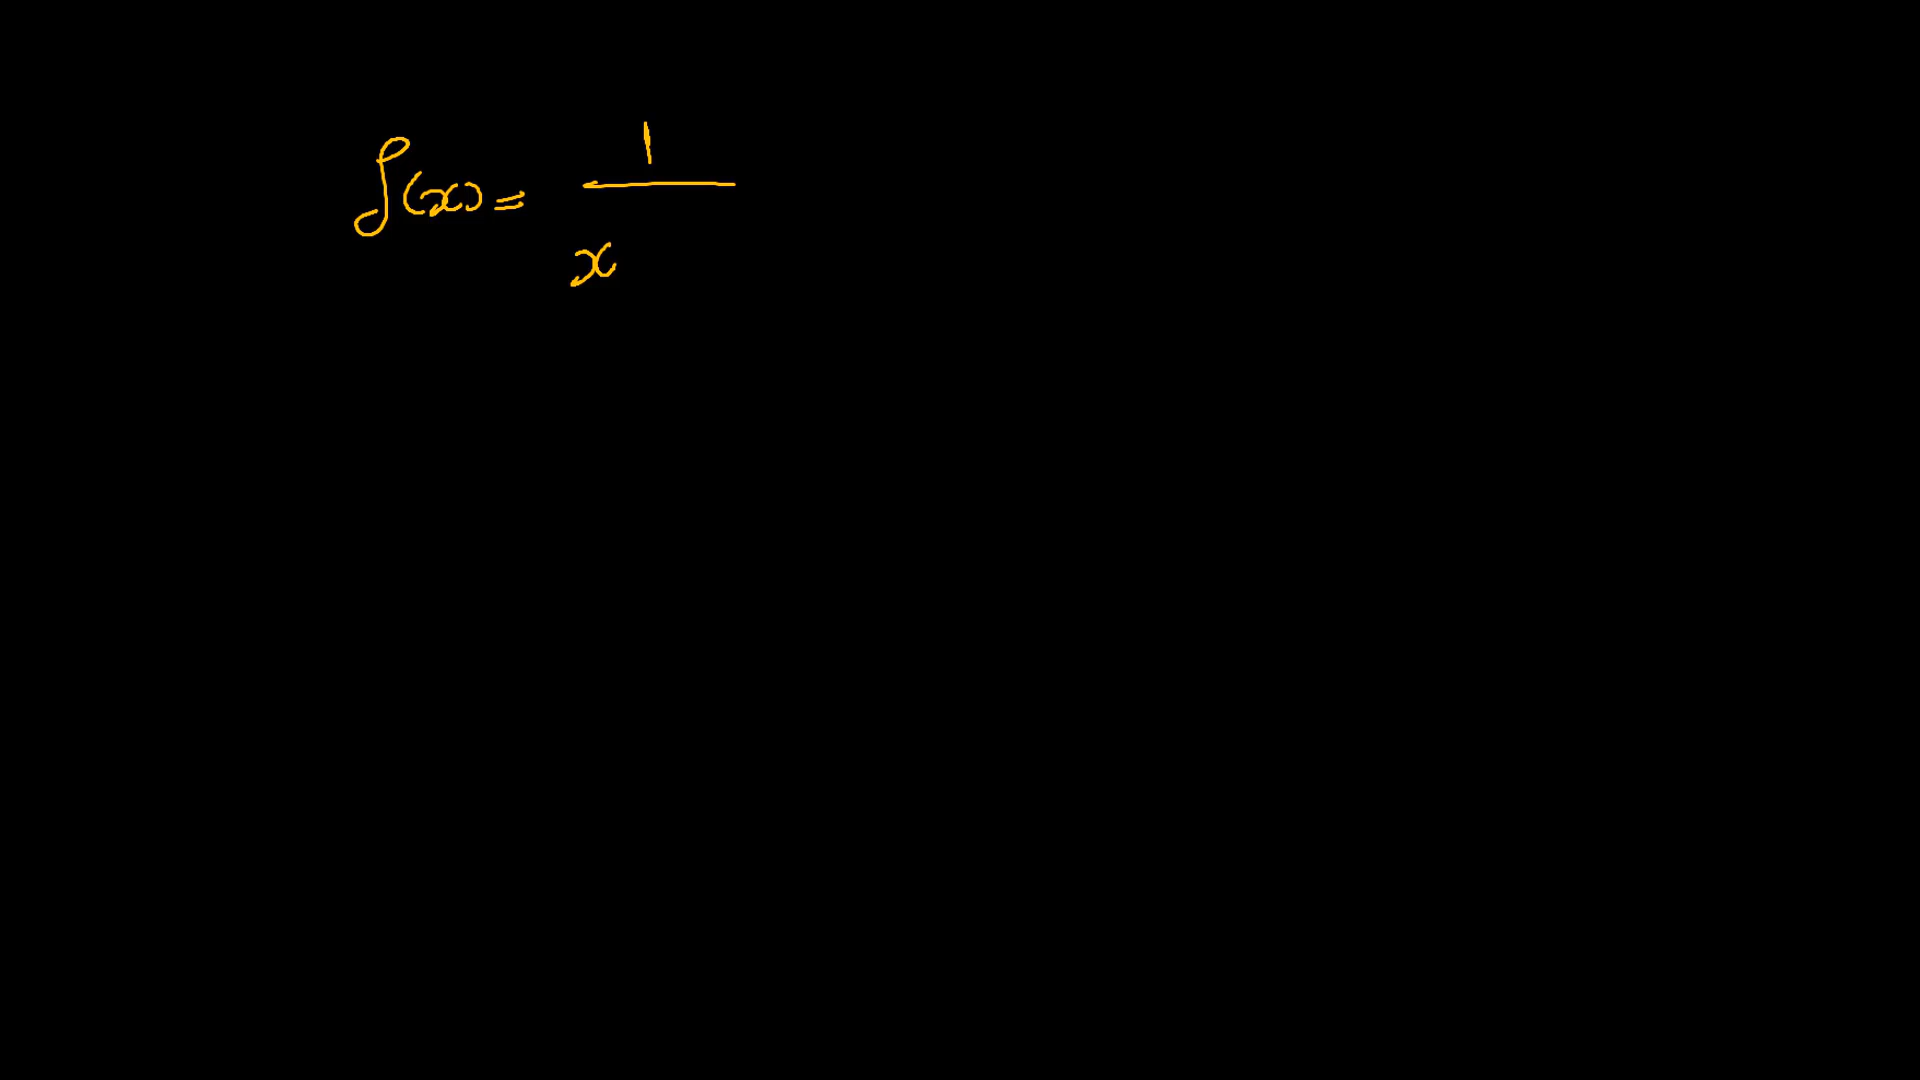 f(x) = 1/x